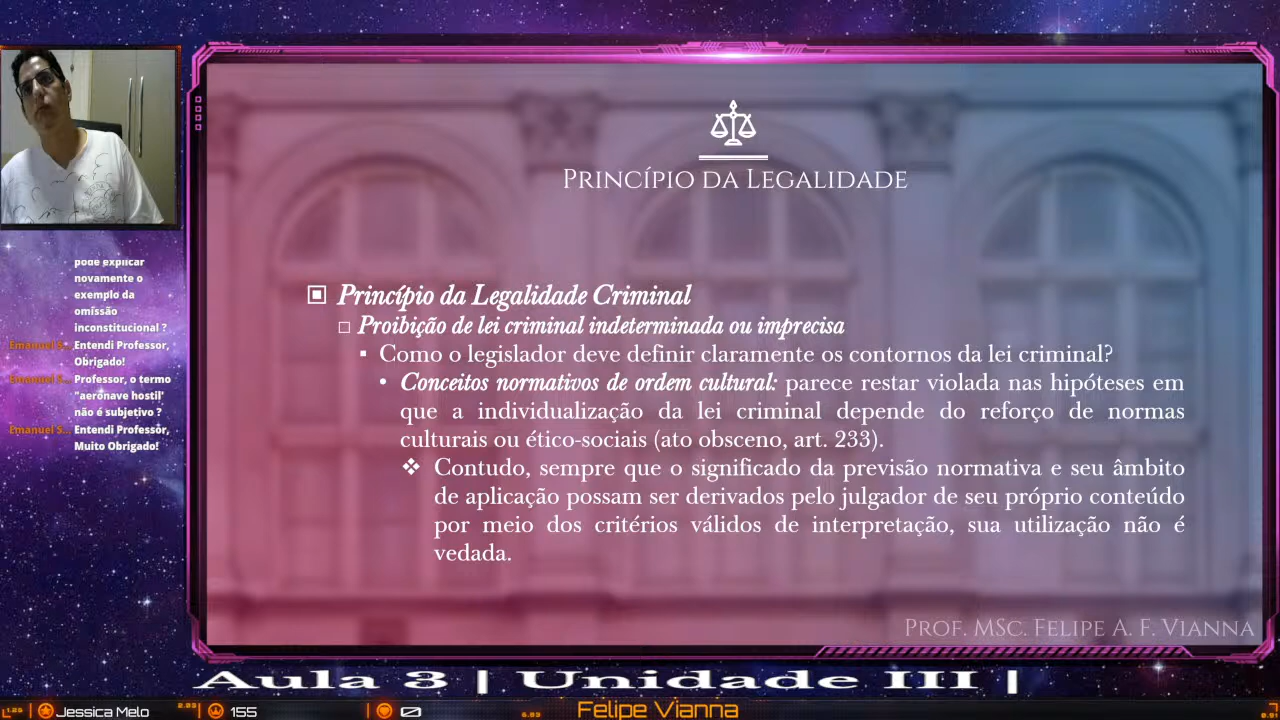 Princípio da Legalidade
Princípio da Legalidade Criminal
Proibição de lei criminal indeterminada ou imprecisa
Como o legislador deve definir claramente os contornos da lei criminal?
Conceitos normativos de ordem cultural: parece restar violada nas hipóteses em
que a individualização da lei criminal depende do reforço de normas
culturais ou ético-sociais (ato obsceno, art. 233).
Contudo, sempre que o significado da previsão normativa e seu âmbito
de aplicação possam ser derivados pelo julgador de seu próprio conteúdo
por meio dos critérios válidos de interpretação, sua utilização não é
vedada.
pode explicar
novamente o
exemplo da
omissão
inconstitucional ?
Emanuel S... Entendi Professor,
Obrigado!
Emanuel S... Professor, o termo
"aeronave hostil"
não é subjetivo ?
Emanuel S... Entendi Professor,
Muito Obrigado!
Prof. MSc. Felipe A. F. Vianna
Aula 3 | Unidade III |
Jessica Melo
155
0
Felipe Vianna